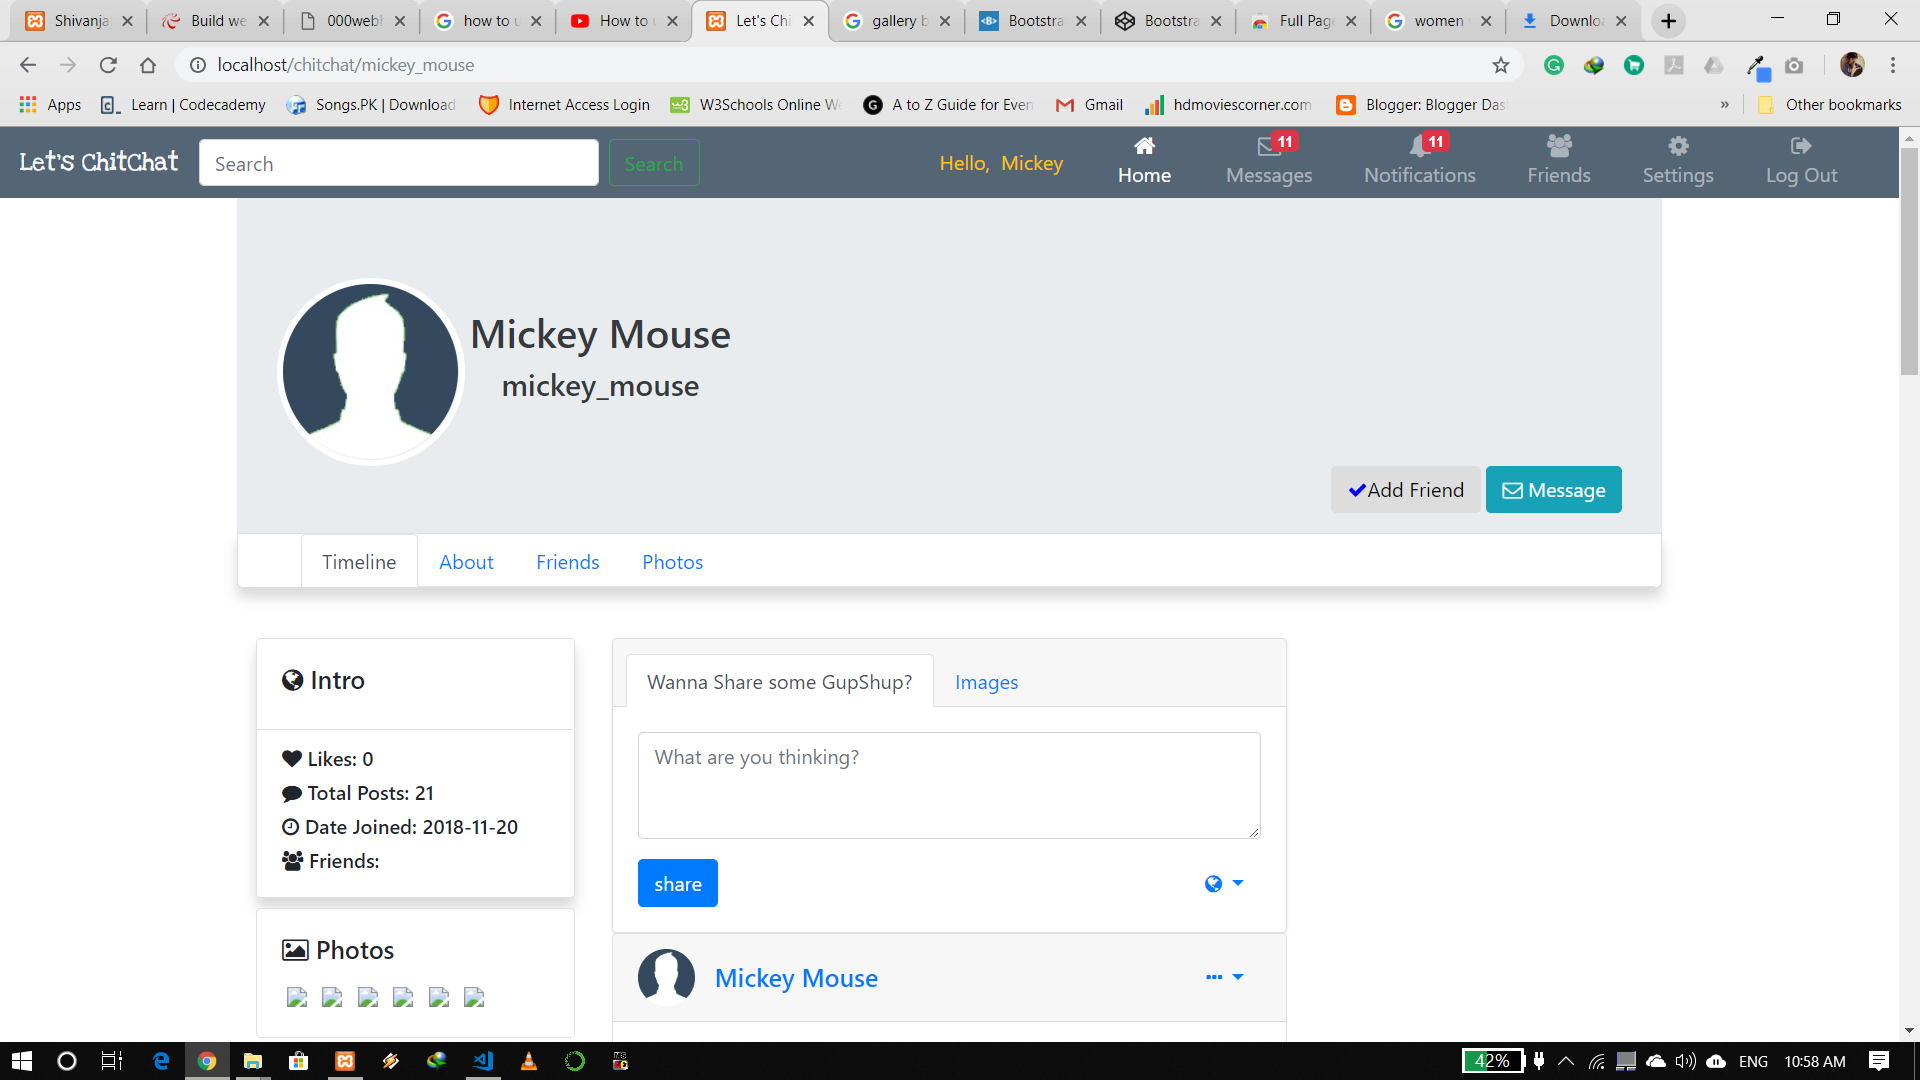 Shivanja
Build we
000webh
how to u
How to u
Let's Chi
gallery b
Bootstra
Bootstra
Full Page
women
Downlo
localhost/chitchat/mickey_mouse
Apps
Learn | Codecademy
Songs.PK | Download
Internet Access Login
W3Schools Online We
A to Z Guide for Even
Gmail
hdmoviescorner.com
Blogger: Blogger Das
»
Other bookmarks
Let's ChitChat
Search
Search
Hello, Mickey
Home
11
Messages
11
Notifications
Friends
Settings
Log Out
Mickey Mouse
mickey_mouse
Add Friend
Message
Timeline
About
Friends
Photos
Intro
Likes: 0
Total Posts: 21
Date Joined: 2018-11-20
Friends:
Photos
Wanna Share some GupShup?
Images
What are you thinking?
share
Mickey Mouse
42%
ENG
10:58 AM